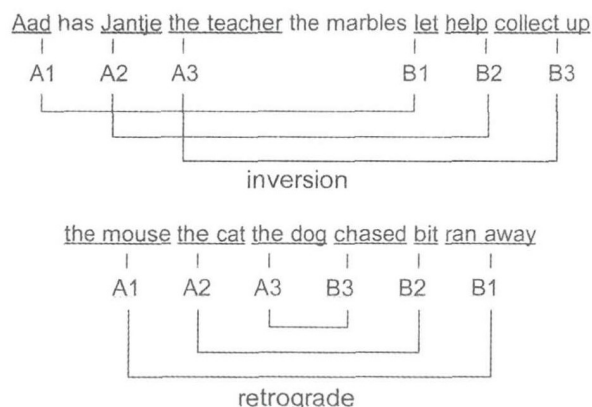 Aad has Jantje the teacher the marbles let help collect up
A1 A2 A3 B1 B2 B3
inversion
the mouse the cat the dog chased bit ran away
A1 A2 A3 B3 B2 B1
retrograde